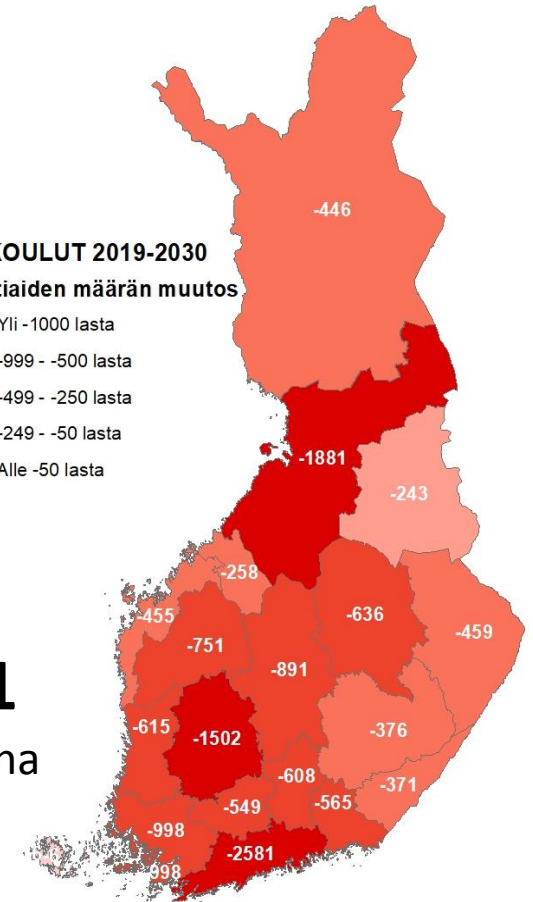 -446
KOULUT 2019-2030
tiaiden määrän muutos
Yli -1000 lasta
-999 - -500 lasta
-499 - -250 lasta
-249 - -50 lasta
Alle -50 lasta
-1881
-243
-258
-455
-636
-459
-751
-891
1
-615
-1502
-376
na
-608
-371
-549
-565
-998
-2581
998